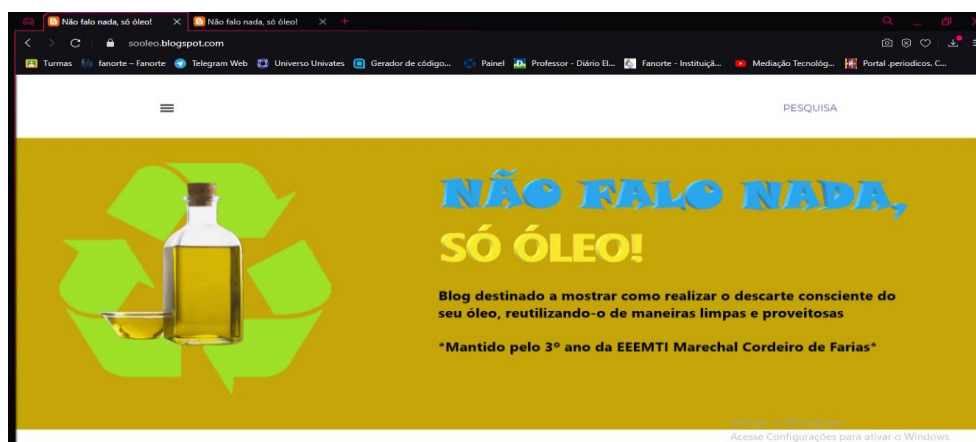 Não falo nada, só óleo!
Não falo nada, só óleo!
sooleo.blogspot.com
Turmas
fanorte – Fanorte
Telegram Web
Universo Univates
Gerador de código...
Painel
Professor - Diário El...
Fanorte - Instituiçã...
Mediação Tecnológ...
Portal .periodicos. C...
PESQUISA
NÃO FALO NADA,
SÓ ÓLEO!
Blog destinado a mostrar como realizar o descarte consciente do
seu óleo, reutilizando-o de maneiras limpas e proveitosas
*Mantido pelo 3º ano da EEEMTI Marechal Cordeiro de Farias*
Ativar o Windows
Acesse Configurações para ativar o Windows.